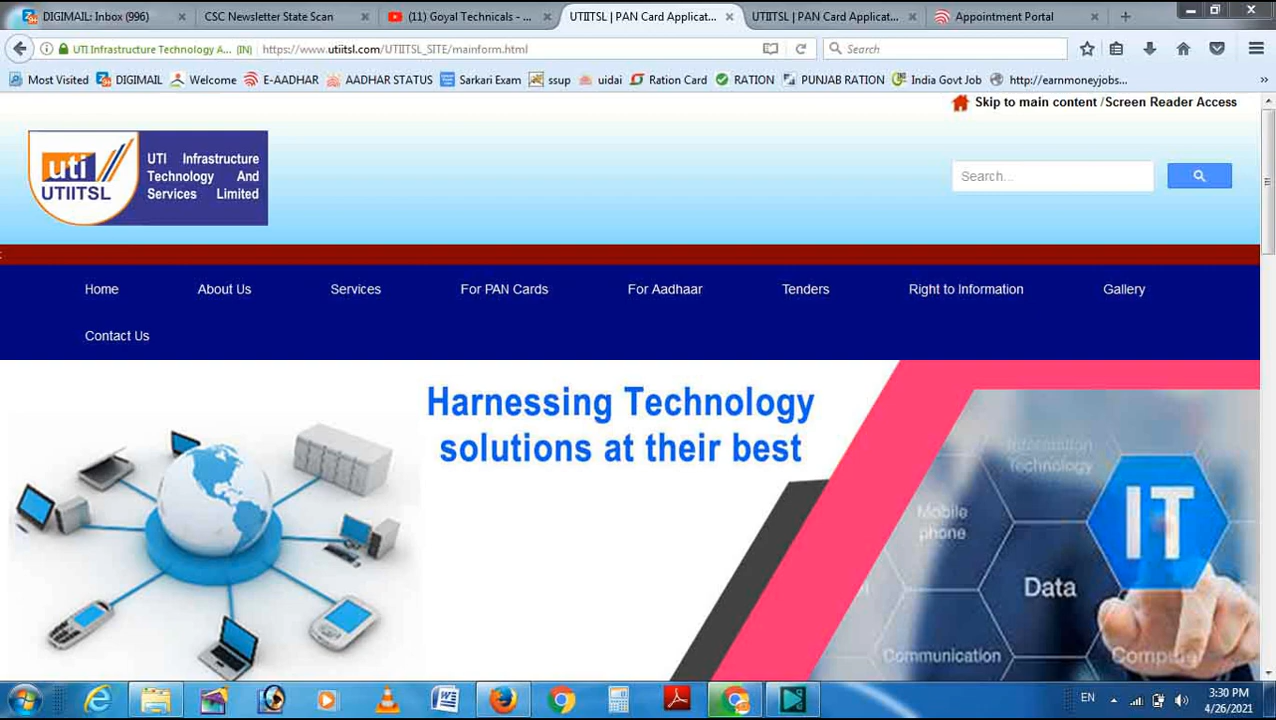 DIGIMAIL: Inbox (996)
CSC Newsletter State Scan
(11) Goyal Technicals - ...
UTIITSL | PAN Card Applicat...
UTIITSL | PAN Card Applicat...
Appointment Portal
UTI Infrastructure Technology A... (IN)
https://www.utiitsl.com/UTIITSL_SITE/mainform.html
Search
Most Visited
DIGIMAIL
Welcome
E-AADHAR
AADHAR STATUS
Sarkari Exam
ssup
uidai
Ration Card
RATION
PUNJAB RATION
India Govt Job
http://earnmoneyjobs...
Skip to main content /Screen Reader Access
uti
UTIITSL
UTI Infrastructure
Technology And
Services Limited
Search...
Home
About Us
Services
For PAN Cards
For Aadhaar
Tenders
Right to Information
Gallery
Contact Us
Harnessing Technology
solutions at their best
Information
Technology
Mobile
phone
IT
Data
Communication
EN
3:30 PM
4/26/2021